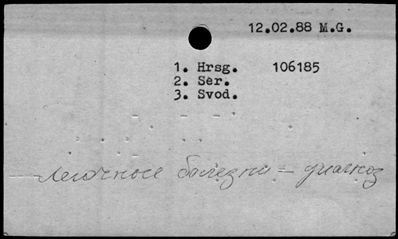 12.02.88 M.G.
1. Hrsg. 106185
2. Ser.
3. Svod.
Легочные болезни = диагноз